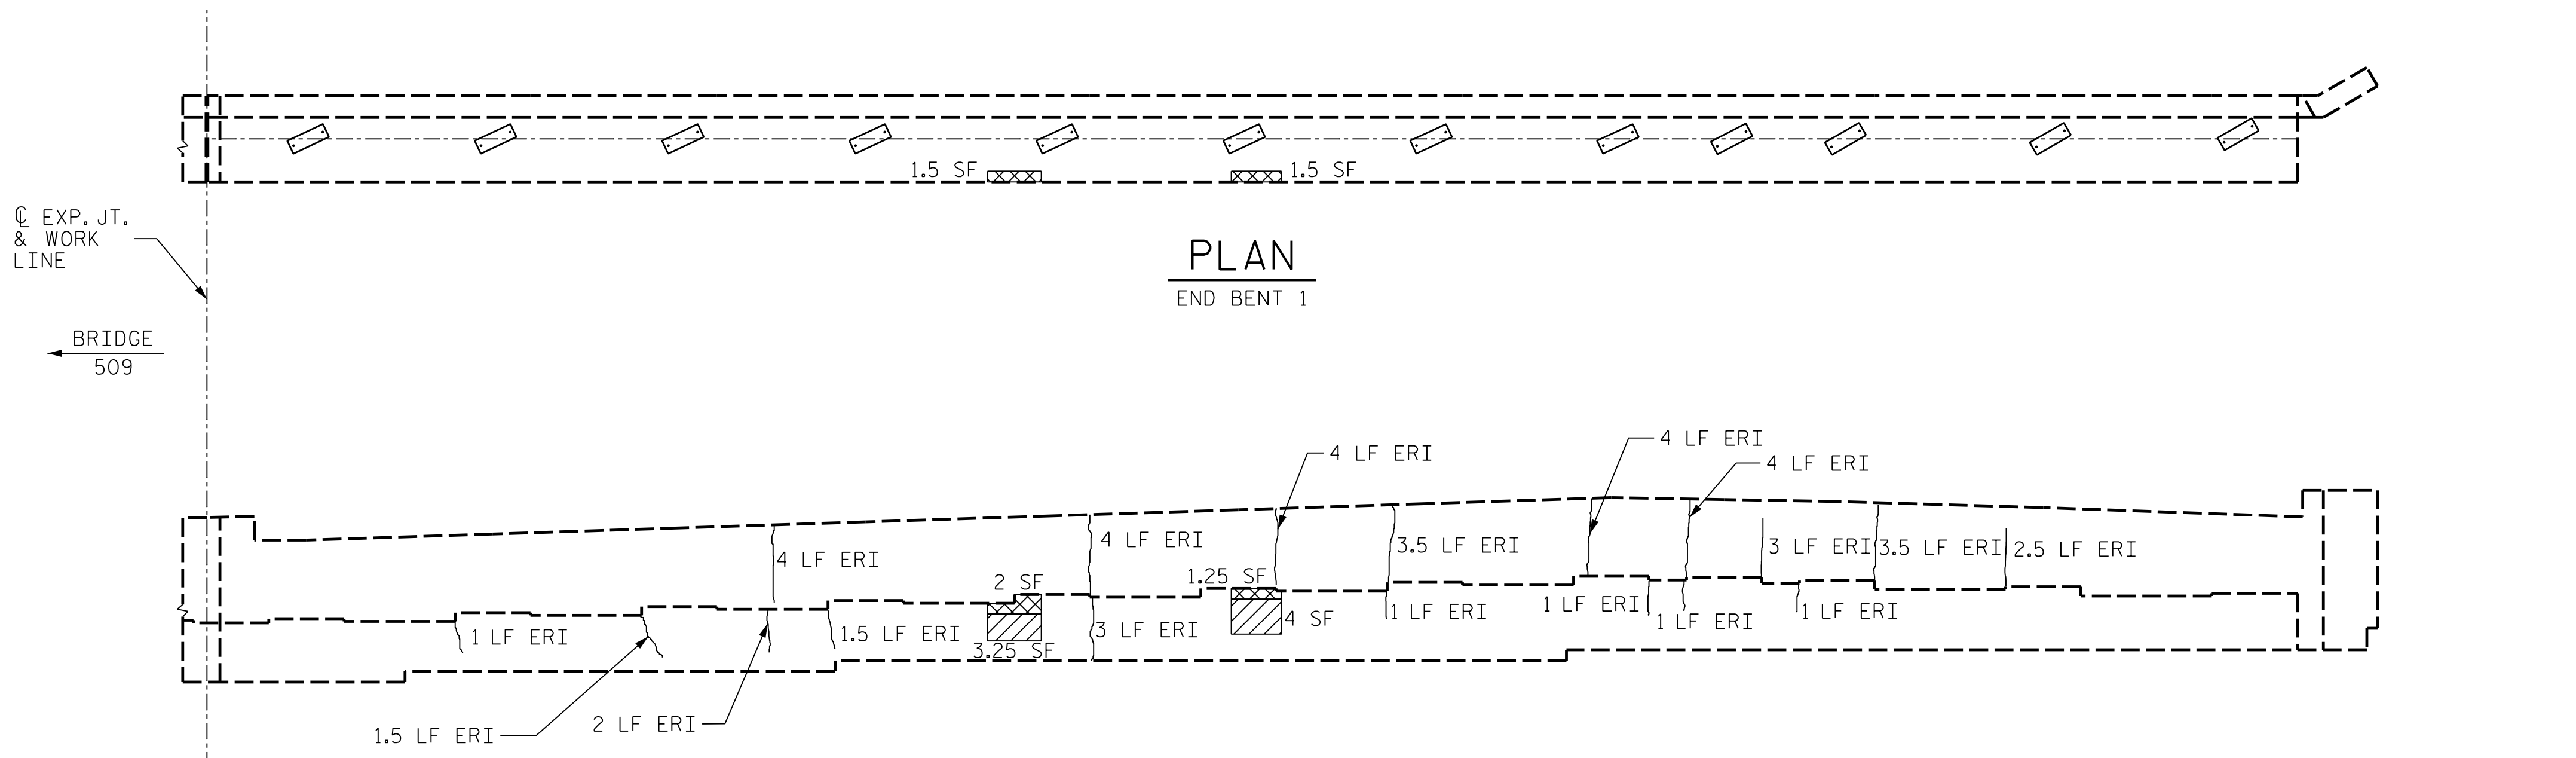 1.5 SF
1.5 SF
℄ EXP. JT.
& WORK
LINE
PLAN
END BENT 1
BRIDGE
509
4 LF ERI
4 LF ERI
4 LF ERI
4 LF ERI
4 LF ERI
3.5 LF ERI
3 LF ERI
3.5 LF ERI
2.5 LF ERI
2 SF
1.25 SF
1 LF ERI
1.5 LF ERI
3.25 SF
3 LF ERI
4 SF
1 LF ERI
1 LF ERI
1 LF ERI
1 LF ERI
1.5 LF ERI
2 LF ERI